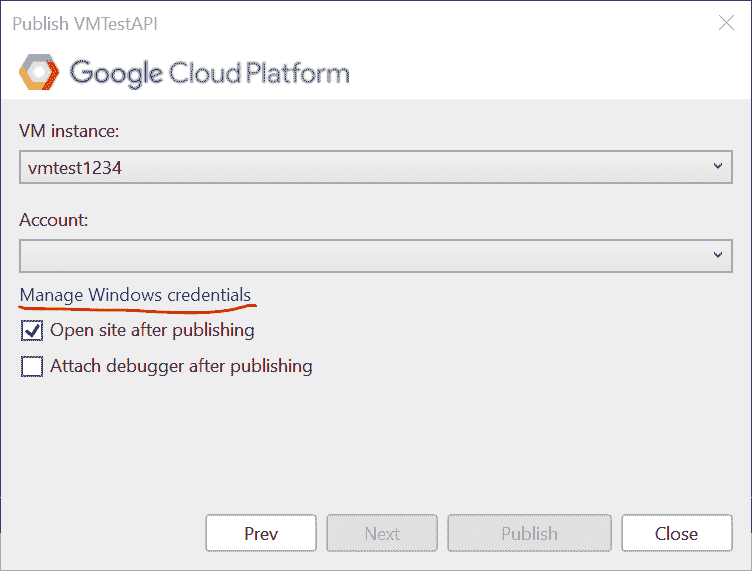 Publish VMTestAPI
Google Cloud Platform
VM instance:
vmtest1234
Account:
Manage Windows credentials
Open site after publishing
Attach debugger after publishing
Prev Next Publish Close